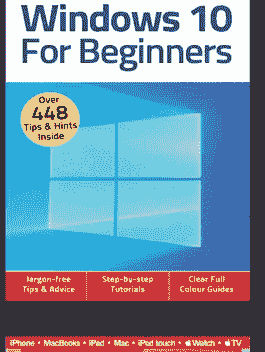 Windows 10
For Beginners
Over
448
Tips & Hints
Inside
Jargon-free
Tips & Advice
Step-by-step
Tutorials
Clear Full
Colour Guides
iPhone • MacBooks • iPad • Mac • iPod touch • Watch • TV